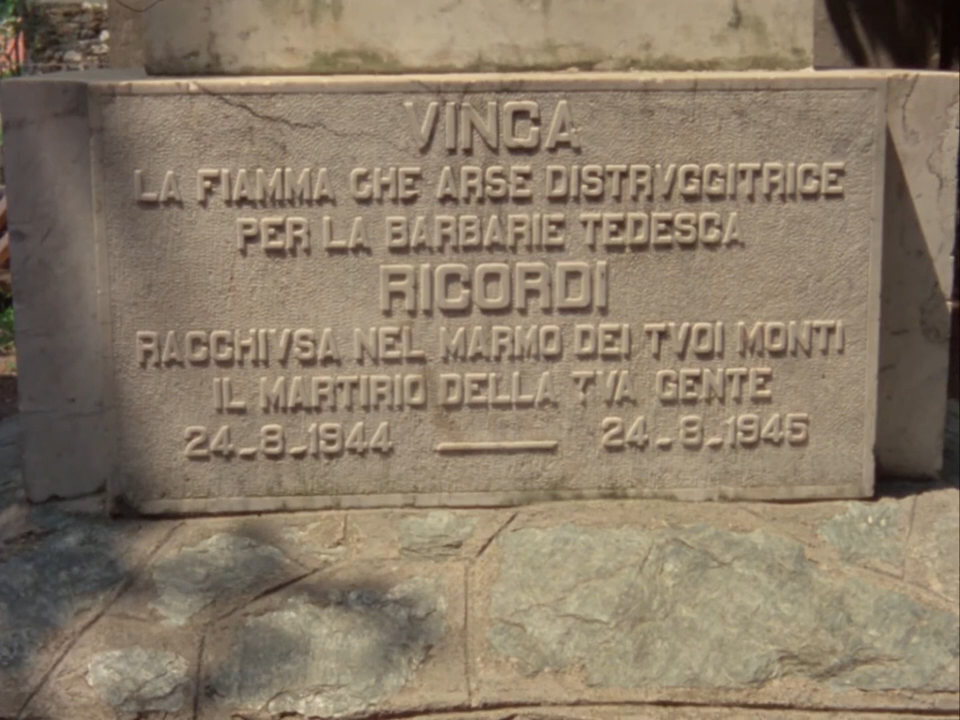 VINCA
LA FIAMMA CHE ARSE DISTRVGGITRICE
PER LA BARBARIE TEDESCA
RICORDI
RACCHIVSA NEL MARMO DEI TVOI MONTI
IL MARTIRIO DELLA TVA GENTE
24-8-1944 — 24-8-1945